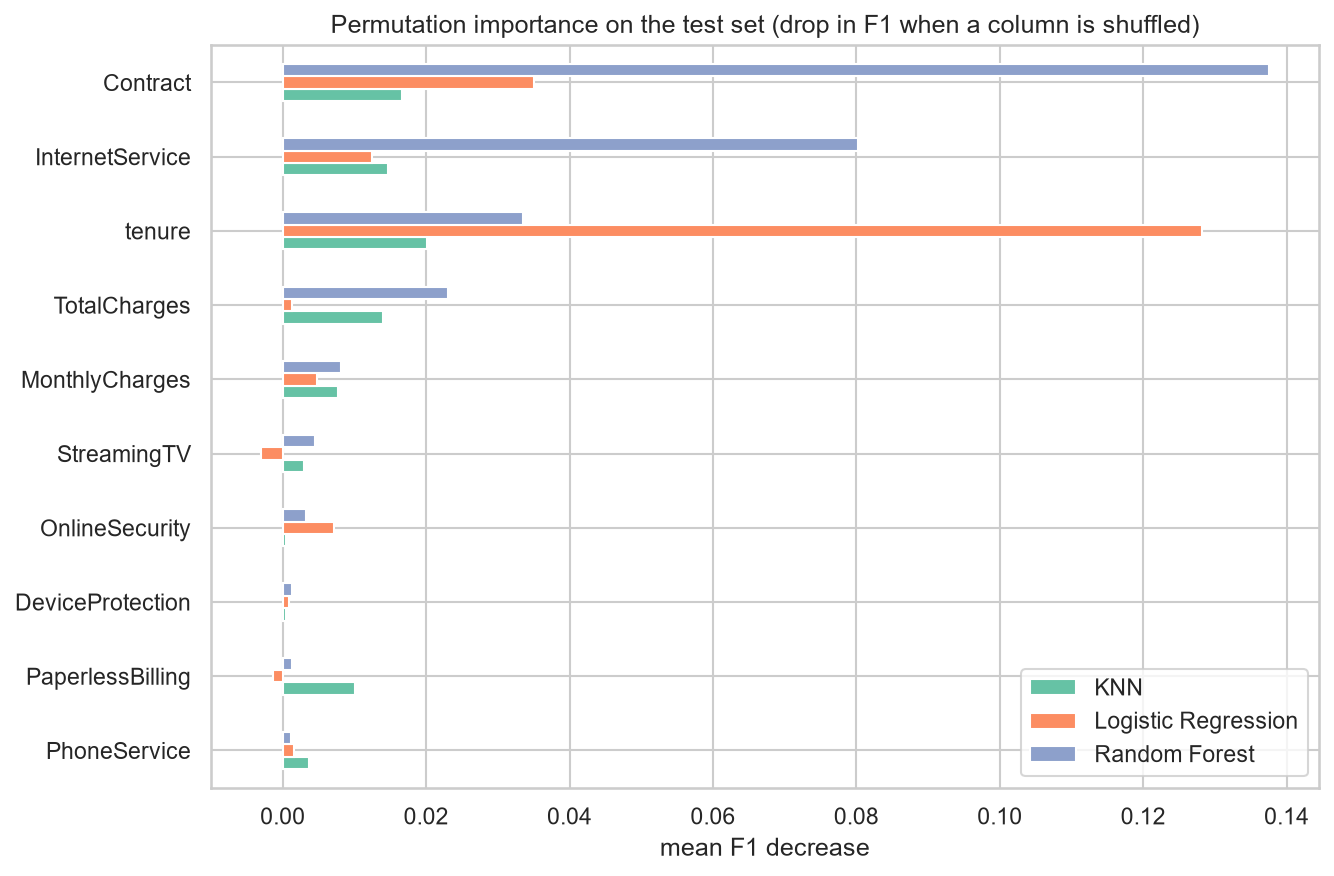 Permutation importance on the test set (drop in F1 when a column is shuffled)
Contract
InternetService
tenure
TotalCharges
MonthlyCharges
StreamingTV
OnlineSecurity
DeviceProtection
PaperlessBilling
PhoneService
KNN
Logistic Regression
Random Forest
0.00 0.02 0.04 0.06 0.08 0.10 0.12 0.14
mean F1 decrease